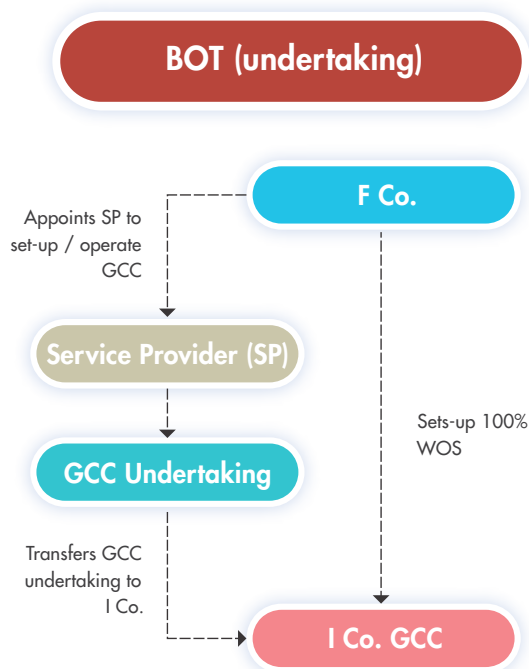 BOT (undertaking)
F Co.
Appoints SP to
set-up / operate
GCC
Service Provider (SP)
Sets-up 100%
WOS
GCC Undertaking
Transfers GCC
undertaking to
I Co.
I Co. GCC